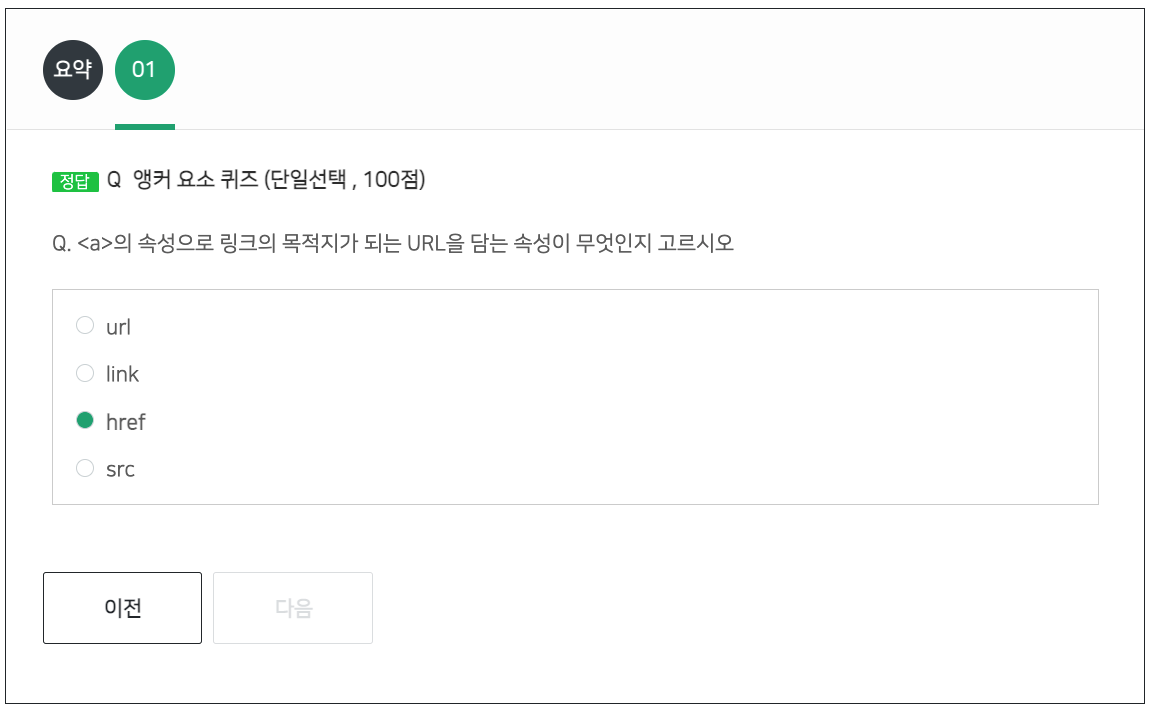 요약 01
정답 Q 앵커 요소 퀴즈 (단일선택 , 100점)
Q. <a>의 속성으로 링크의 목적지가 되는 URL을 담는 속성이 무엇인지 고르시오
url
link
href
src
이전 다음